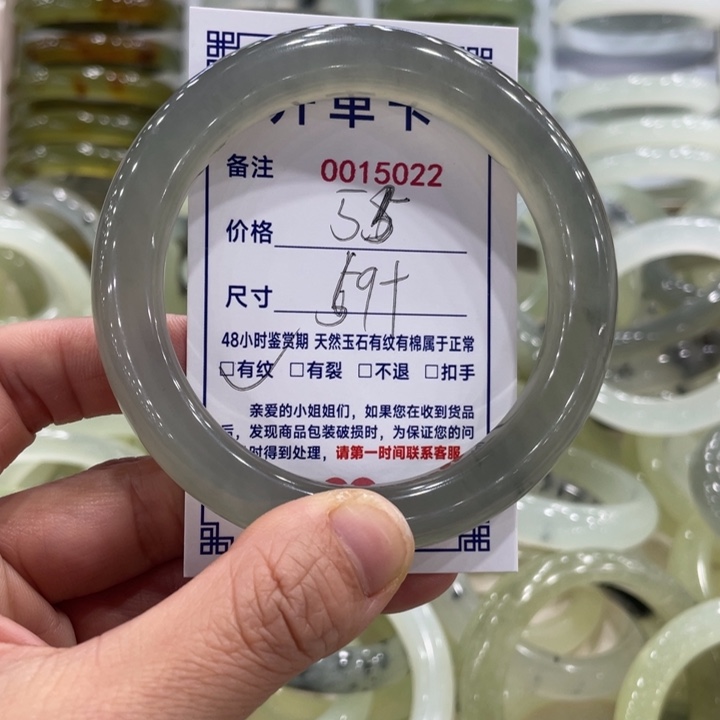 开单卡
备注 0015022
价格 55
尺寸 59+
48小时鉴赏期 天然玉石有纹有棉属于正常
☑有纹 □有裂 □不退 □扣手
亲爱的小姐姐们，如果您在收到货品
后，发现商品包装破损时，为保证您的问
时得到处理，请第一时间联系客服